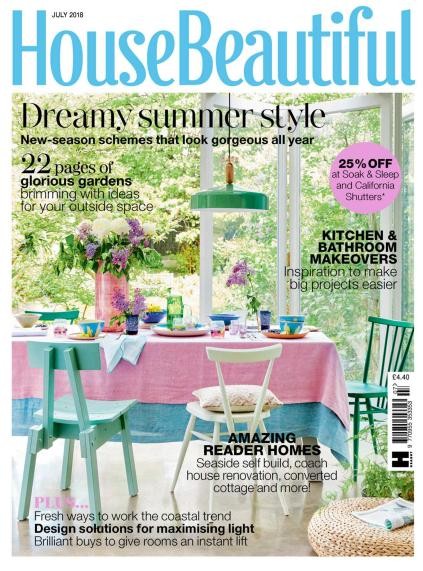 JULY 2018
HouseBeautiful
Dreamy summer style
New-season schemes that look gorgeous all year
22 pages of
glorious gardens
brimming with ideas
for your outside space
25% OFF
at Soak & Sleep
and California
Shutters*
KITCHEN &
BATHROOM
MAKEOVERS
Inspiration to make
big projects easier
£4.40
07>
9 770955 353353
H
AMAZING
READER HOMES
Seaside self build, coach
house renovation, converted
cottage and more!
PLUS...
Fresh ways to work the coastal trend
Design solutions for maximising light
Brilliant buys to give rooms an instant lift